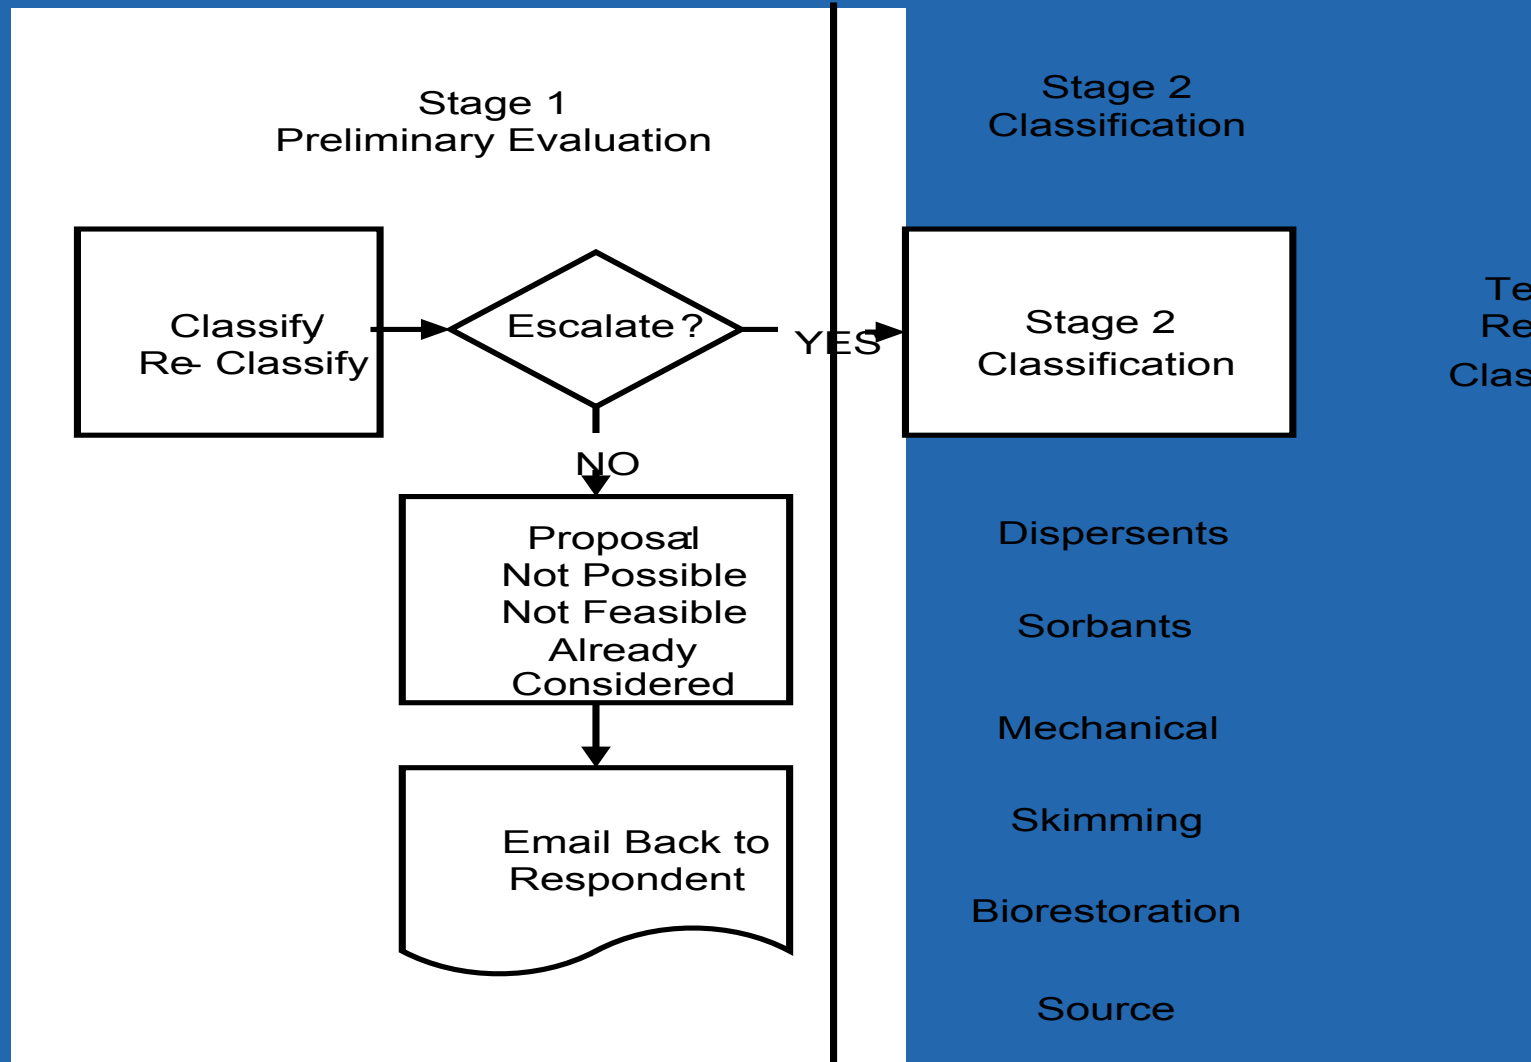 Stage 1
Preliminary Evaluation
Stage 2
Classification
Classify/
Re- Classify
Escalate?
YES
Stage 2
Classification
NO
Proposal:
Not Possible
Not Feasible
Already
Considered
Email Back to
Respondent
Dispersents
Sorbants
Mechanical
Skimming
Biorestoration
Source